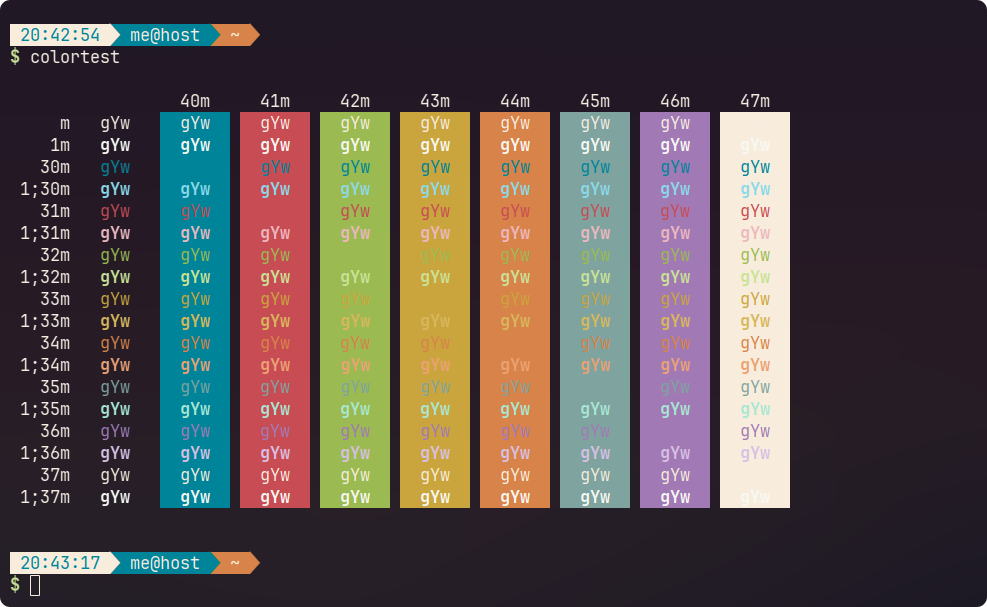 20:42:54 me@host ~
$ colortest
40m 41m 42m 43m 44m 45m 46m 47m
m gYw gYw gYw gYw gYw gYw gYw gYw
1m gYw gYw gYw gYw gYw gYw gYw gYw gYw
30m gYw gYw gYw gYw gYw gYw gYw gYw
1;30m gYw gYw gYw gYw gYw gYw gYw gYw gYw
31m gYw gYw gYw gYw gYw gYw gYw gYw
1;31m gYw gYw gYw gYw gYw gYw gYw gYw gYw
32m gYw gYw gYw gYw gYw gYw gYw gYw
1;32m gYw gYw gYw gYw gYw gYw gYw gYw gYw
33m gYw gYw gYw gYw gYw gYw gYw gYw
1;33m gYw gYw gYw gYw gYw gYw gYw gYw gYw
34m gYw gYw gYw gYw gYw gYw gYw gYw
1;34m gYw gYw gYw gYw gYw gYw gYw gYw gYw
35m gYw gYw gYw gYw gYw gYw gYw gYw
1;35m gYw gYw gYw gYw gYw gYw gYw gYw gYw
36m gYw gYw gYw gYw gYw gYw gYw gYw
1;36m gYw gYw gYw gYw gYw gYw gYw gYw gYw
37m gYw gYw gYw gYw gYw gYw gYw gYw
1;37m gYw gYw gYw gYw gYw gYw gYw gYw gYw
20:43:17 me@host ~
$